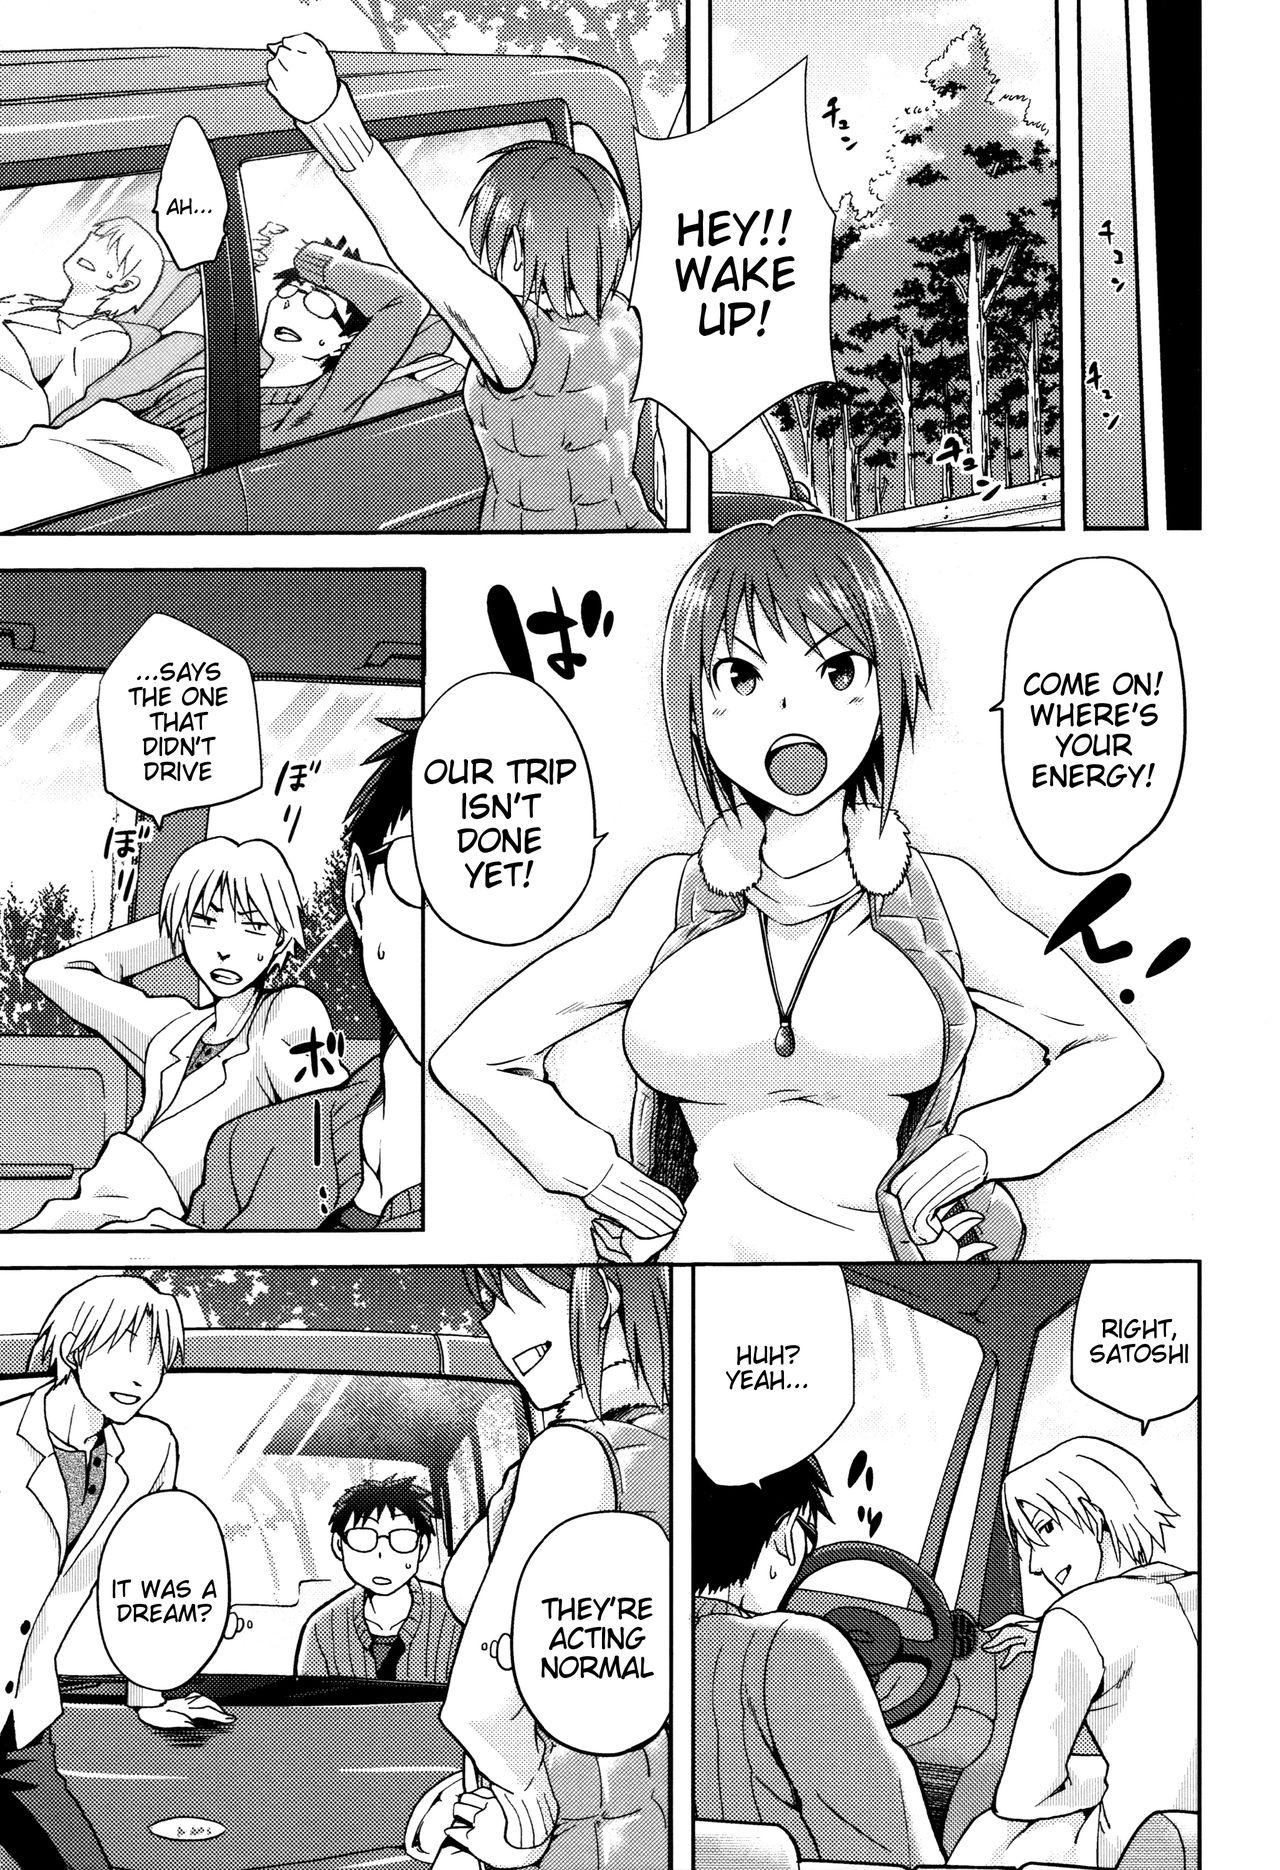 チュン
チュン
チュン
チュン
HEY!!
WAKE
UP!
AH...
COME ON!
WHERE'S
YOUR
ENERGY!
ばーん!
OUR TRIP
ISN'T
DONE
YET!
...SAYS
THE ONE
THAT
DIDN'T
DRIVE
ぼり
ぼり
ボー...
RIGHT,
SATOSHI
HUH?
YEAH...
THEY'RE
ACTING
NORMAL
IT WAS A
DREAM?